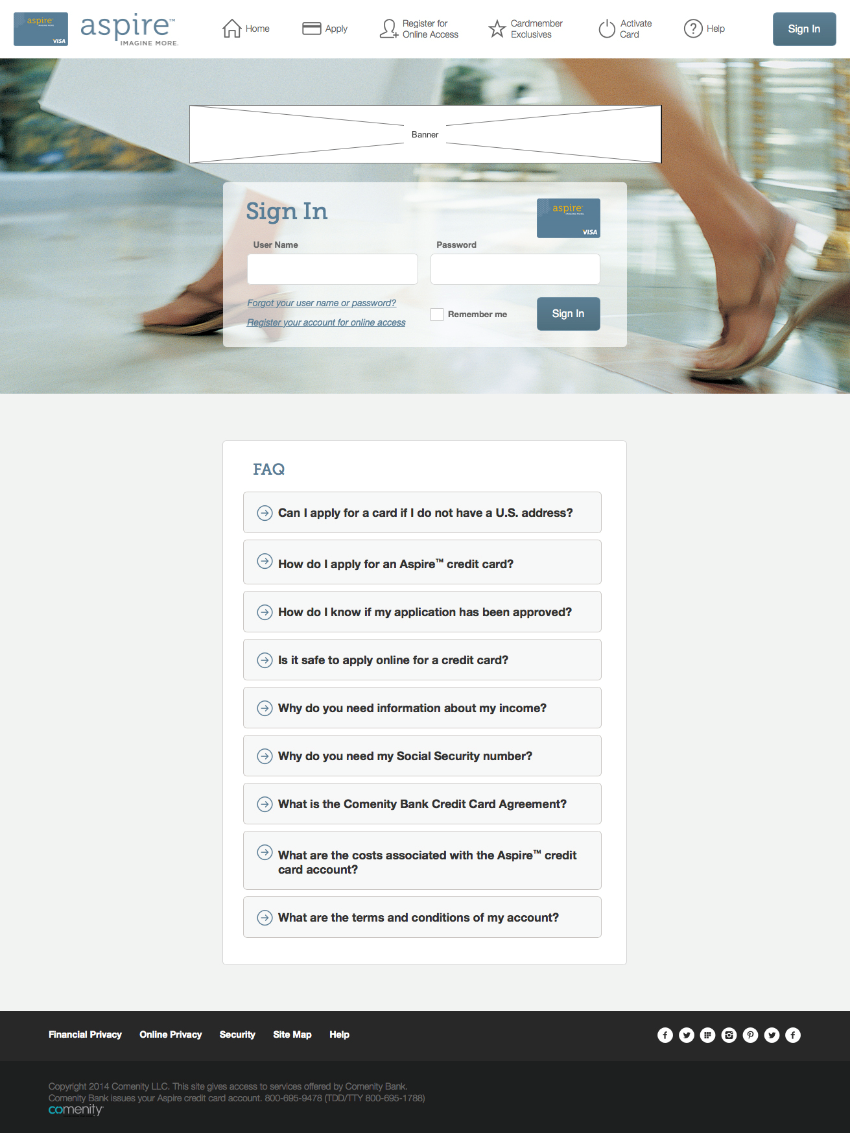 aspire
VISA
aspire™
IMAGINE MORE.
Home
Apply
Register for
Online Access
Cardmember
Exclusives
Activate
Card
?
Help
Sign In
Banner
Sign In
aspire
VISA
User Name
Password
Forgot your user name or password?
Register your account for online access
Remember me
Sign In
FAQ
Can I apply for a card if I do not have a U.S. address?
How do I apply for an Aspire™ credit card?
How do I know if my application has been approved?
Is it safe to apply online for a credit card?
Why do you need information about my income?
Why do you need my Social Security number?
What is the Comenity Bank Credit Card Agreement?
What are the costs associated with the Aspire™ credit
card account?
What are the terms and conditions of my account?
Financial Privacy Online Privacy Security Site Map Help
Copyright 2014 Comenity LLC. This site gives access to services offered by Comenity Bank.
Comenity Bank issues your Aspire credit card account. 800-695-9478 (TDD/TTY 800-695-1788)
comenity